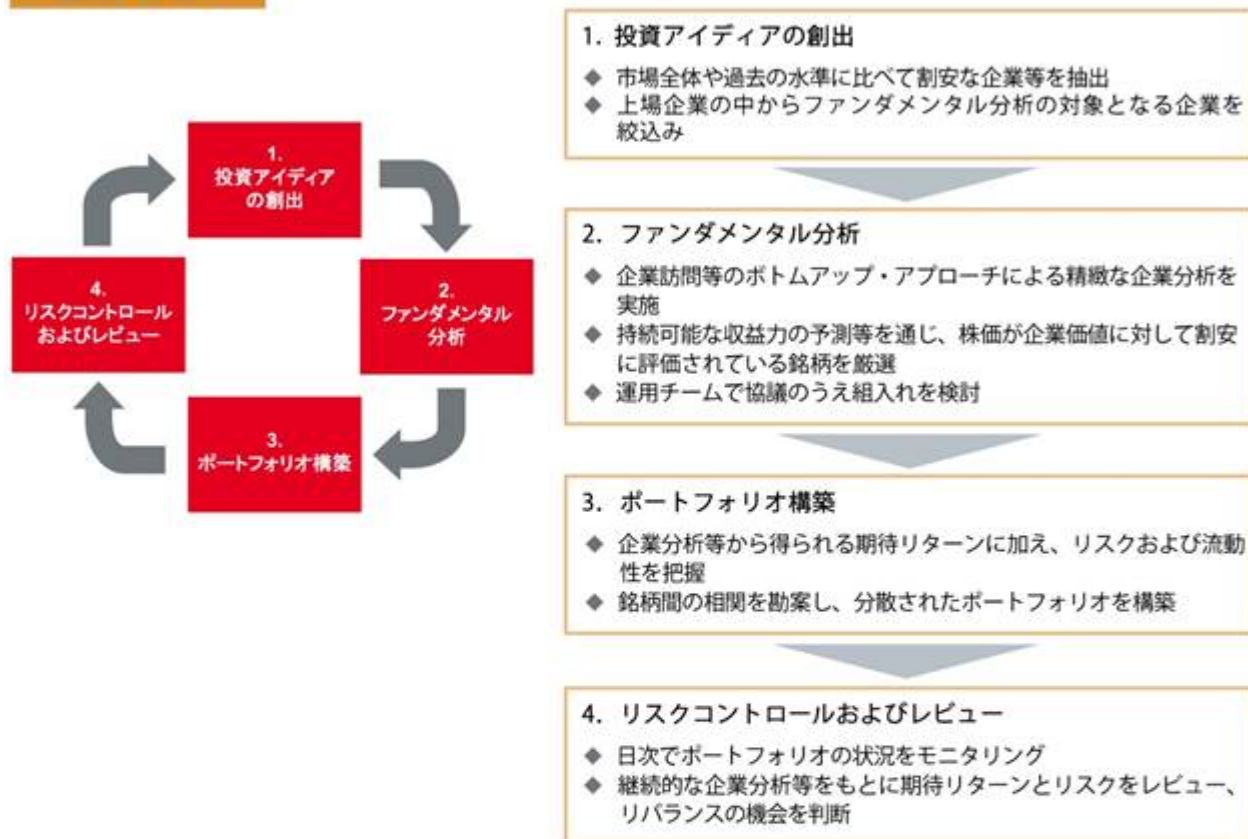 1.
投資アイディア
の創出
2.
ファンダメンタル
分析
3.
ポートフォリオ構築
4.
リスクコントロール
およびレビュー
1. 投資アイディアの創出
◆ 市場全体や過去の水準に比べて割安な企業等を抽出
◆ 上場企業の中からファンダメンタル分析の対象となる企業を
絞込み
2. ファンダメンタル分析
◆ 企業訪問等のボトムアップ・アプローチによる精緻な企業分析を
実施
◆ 持続可能な収益力の予測等を通じ、株価が企業価値に対して割安
に評価されている銘柄を厳選
◆ 運用チームで協議のうえ組入れを検討
3. ポートフォリオ構築
◆ 企業分析等から得られる期待リターンに加え、リスクおよび流動
性を把握
◆ 銘柄間の相関を勘案し、分散されたポートフォリオを構築
4. リスクコントロールおよびレビュー
◆ 日次でポートフォリオの状況をモニタリング
◆ 継続的な企業分析等をもとに期待リターンとリスクをレビュー、
リバランスの機会を判断